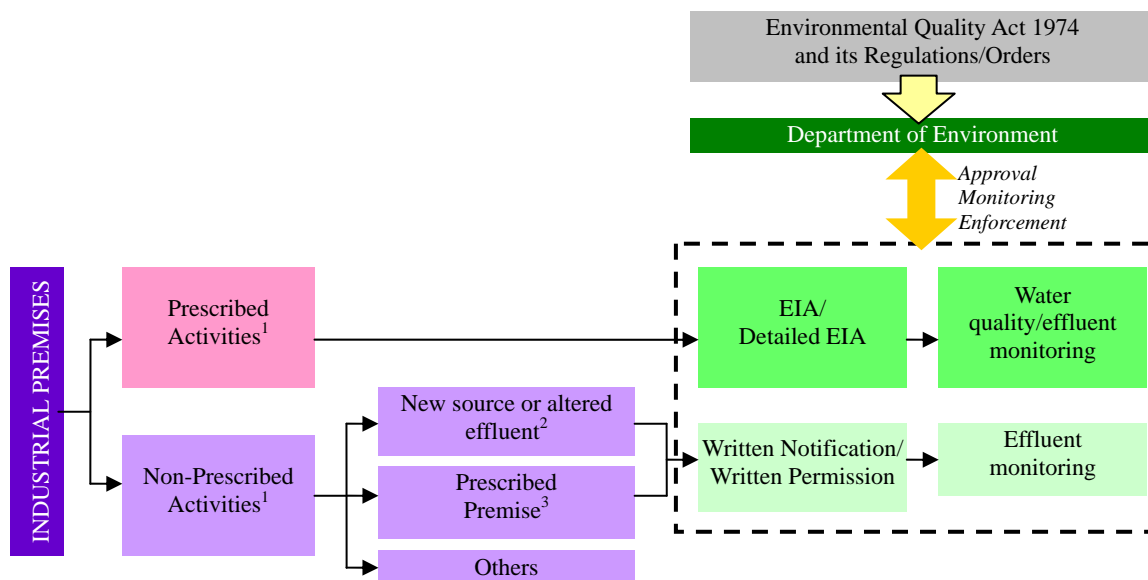 Environmental Quality Act 1974
and its Regulations/Orders
Department of Environment
Approval
Monitoring
Enforcement
INDUSTRIAL PREMISES
Prescribed
Activities1
EIA/
Detailed EIA
Water
quality/effluent
monitoring
Non-Prescribed
Activities1
New source or altered
effluent2
Prescribed
Premise3
Others
Written Notification/
Written Permission
Effluent
monitoring